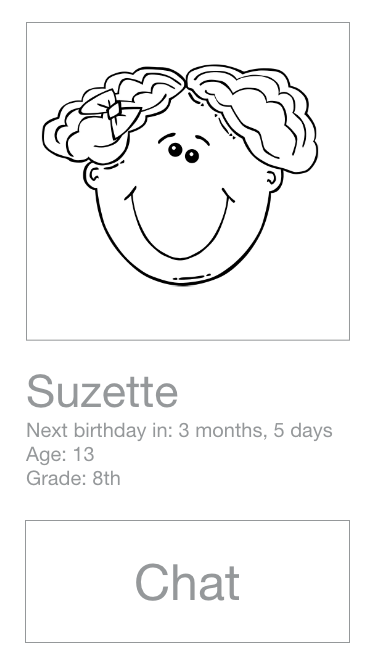 Suzette
Next birthday in: 3 months, 5 days
Age: 13
Grade: 8th
Chat